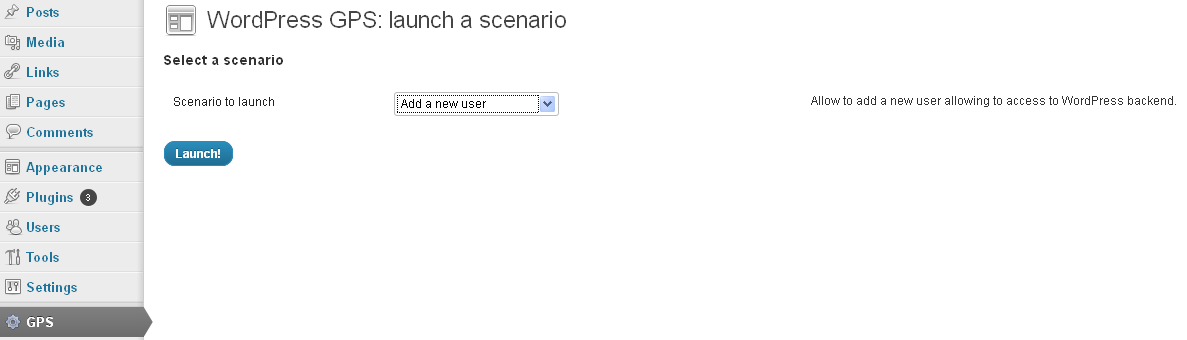 Posts
Media
Links
Pages
Comments
Appearance
Plugins 3
Users
Tools
Settings
GPS
WordPress GPS: launch a scenario
Select a scenario
Scenario to launch
Add a new user
Allow to add a new user allowing to access to WordPress backend.
Launch!